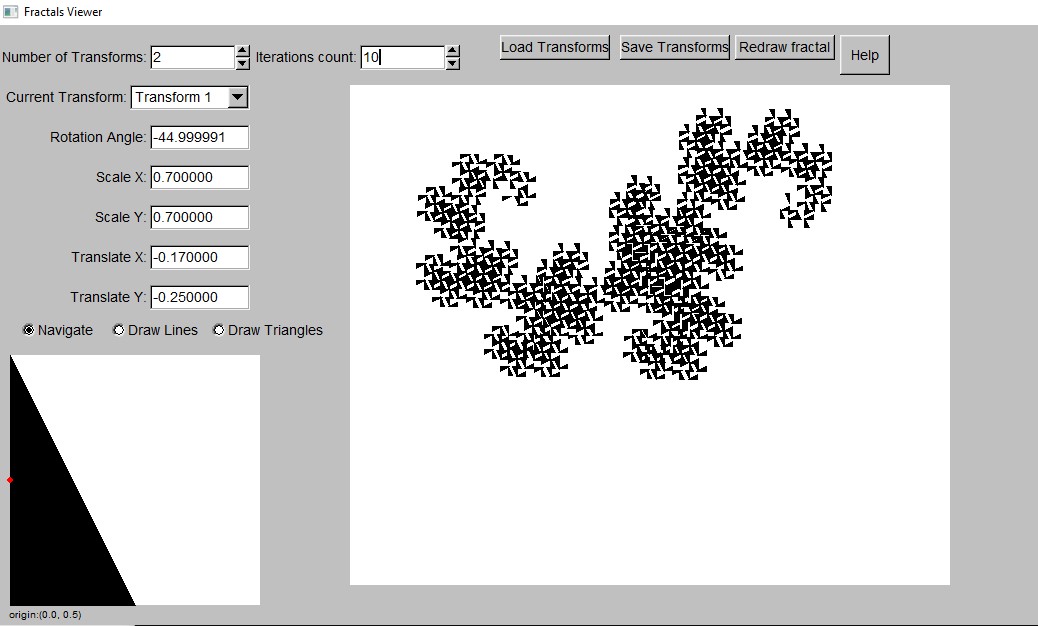 Fractals Viewer
Number of Transforms: 2 Iterations count: 10 Load Transforms Save Transforms Redraw fractal Help
Current Transform: Transform 1
Rotation Angle: -44.999991
Scale X: 0.700000
Scale Y: 0.700000
Translate X: -0.170000
Translate Y: -0.250000
Navigate Draw Lines Draw Triangles
origin:(0.0, 0.5)